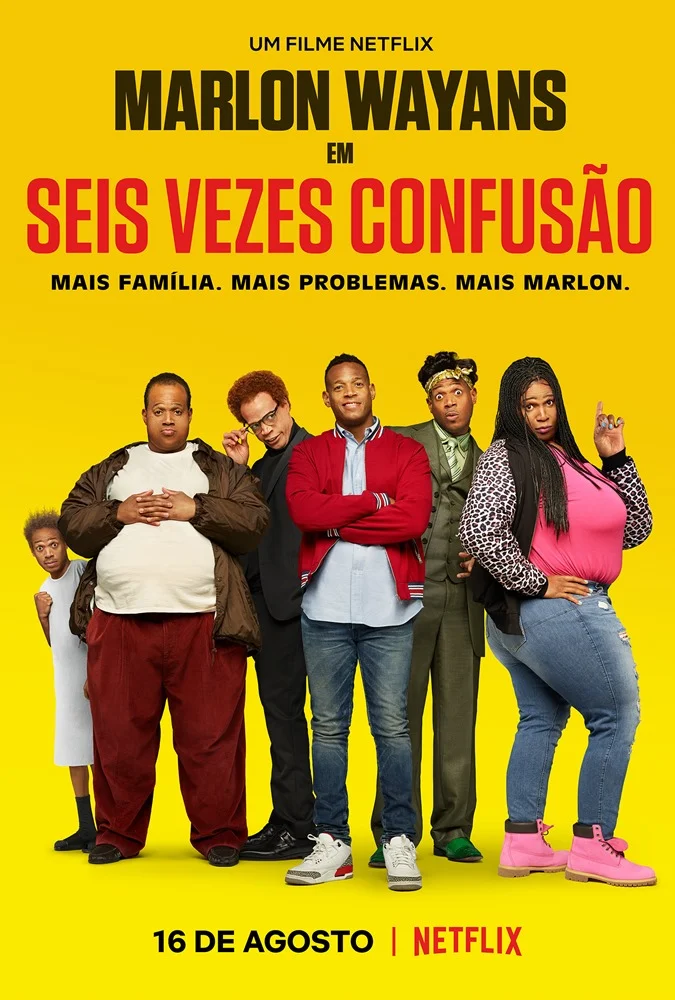 UM FILME NETFLIX
MARLON WAYANS
EM
SEIS VEZES CONFUSÃO
MAIS FAMÍLIA. MAIS PROBLEMAS. MAIS MARLON.
16 DE AGOSTO | NETFLIX